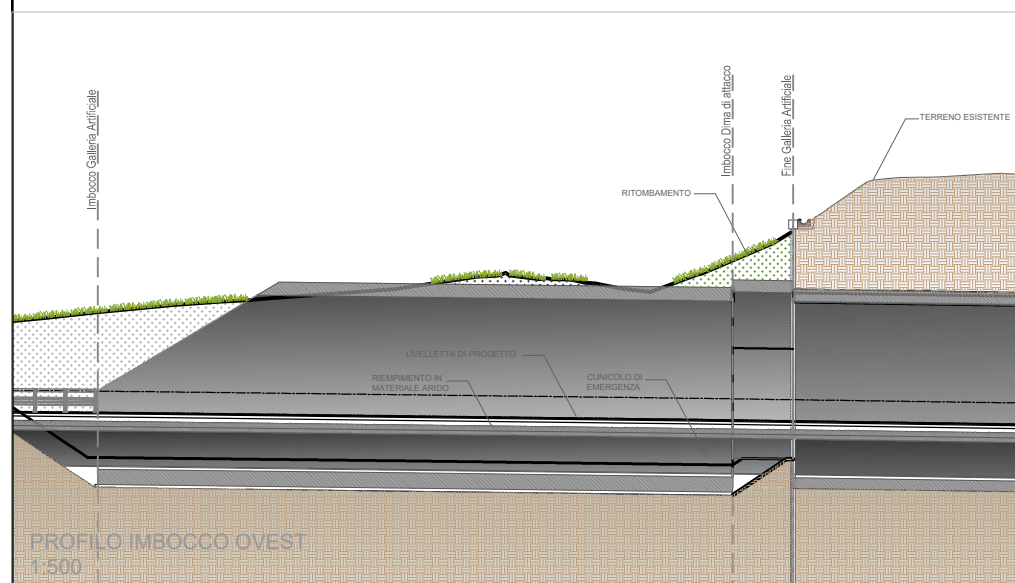 Imbocco Galleria Artificiale
Imbocco Dima di attacco
Fine Galleria Artificiale
TERRENO ESISTENTE
RITOMBAMENTO
LIVELLETTA DI PROGETTO
RIEMPIMENTO IN
MATERIALE ARIDO
CUNICOLO DI
EMERGENZA
PROFILO IMBOCCO OVEST
1:500